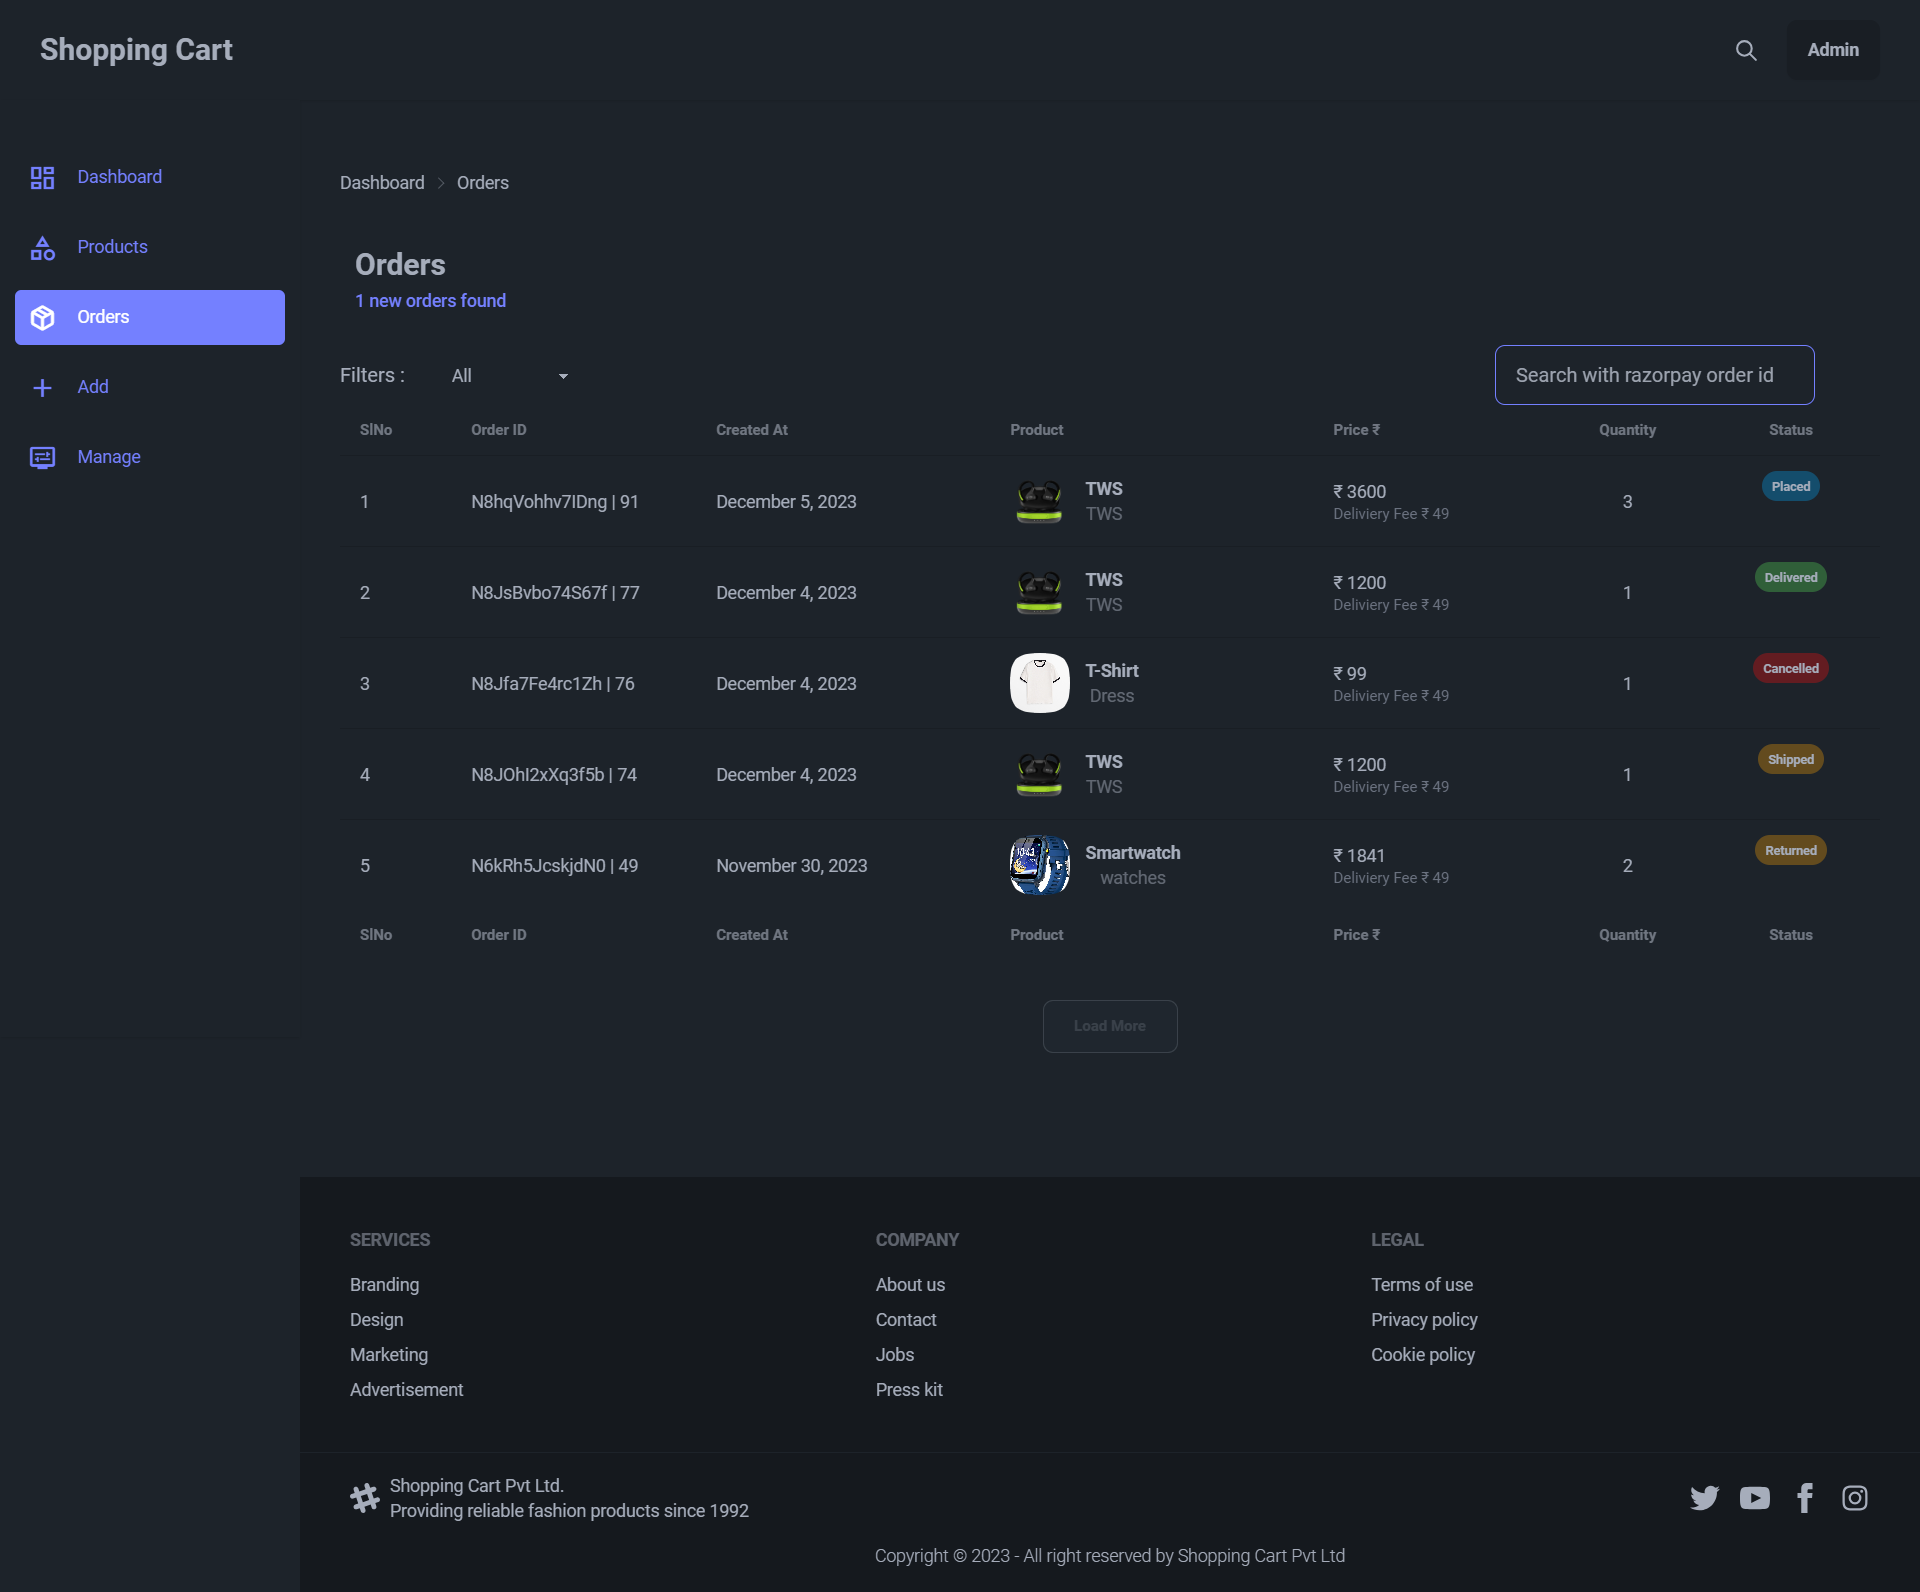 Shopping Cart
Admin
Dashboard
Products
Orders
Add
Manage
Dashboard > Orders
Orders
1 new orders found
Filters : All
Search with razorpay order id
SlNo Order ID Created At Product Price ₹ Quantity Status
1 N8hqVohhv7IDng | 91 December 5, 2023 TWS TWS ₹ 3600 Deliviery Fee ₹ 49 3 Placed
2 N8JsBvbo74S67f | 77 December 4, 2023 TWS TWS ₹ 1200 Deliviery Fee ₹ 49 1 Delivered
3 N8Jfa7Fe4rc1Zh | 76 December 4, 2023 T-Shirt Dress ₹ 99 Deliviery Fee ₹ 49 1 Cancelled
4 N8JOhI2xXq3f5b | 74 December 4, 2023 TWS TWS ₹ 1200 Deliviery Fee ₹ 49 1 Shipped
5 N6kRh5JcskjdN0 | 49 November 30, 2023 Smartwatch watches ₹ 1841 Deliviery Fee ₹ 49 2 Returned
SlNo Order ID Created At Product Price ₹ Quantity Status
Load More
SERVICES
Branding
Design
Marketing
Advertisement
COMPANY
About us
Contact
Jobs
Press kit
LEGAL
Terms of use
Privacy policy
Cookie policy
Shopping Cart Pvt Ltd.
Providing reliable fashion products since 1992
Copyright © 2023 - All right reserved by Shopping Cart Pvt Ltd